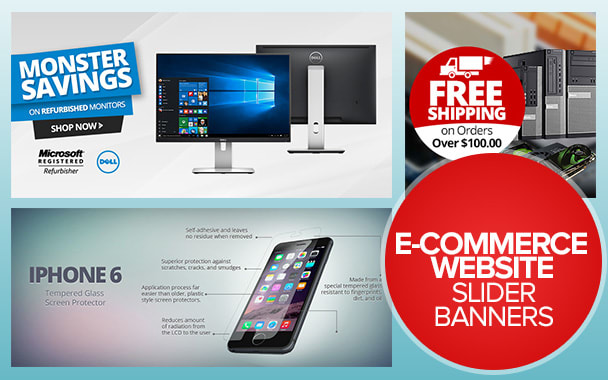 MONSTER
SAVINGS
ON REFURBISHED MONITORS
SHOP NOW
Microsoft
REGISTERED
Refurbisher
DELL
DELL
FREE
SHIPPING
on Orders
Over $100.00
IPHONE 6
Tempered Glass
Screen Protector
Self adhesive and leaves
no residue when removed
Superior protection against
scratches, cracks, and smudges
Application process far
easier than older, plastic
style screen protectors.
Reduces amount
of radiation from
the LCD to the user
Made from a
special tempered glass
resistant to fingerprints,
dirt, and oil
E-COMMERCE
WEBSITE
SLIDER
BANNERS